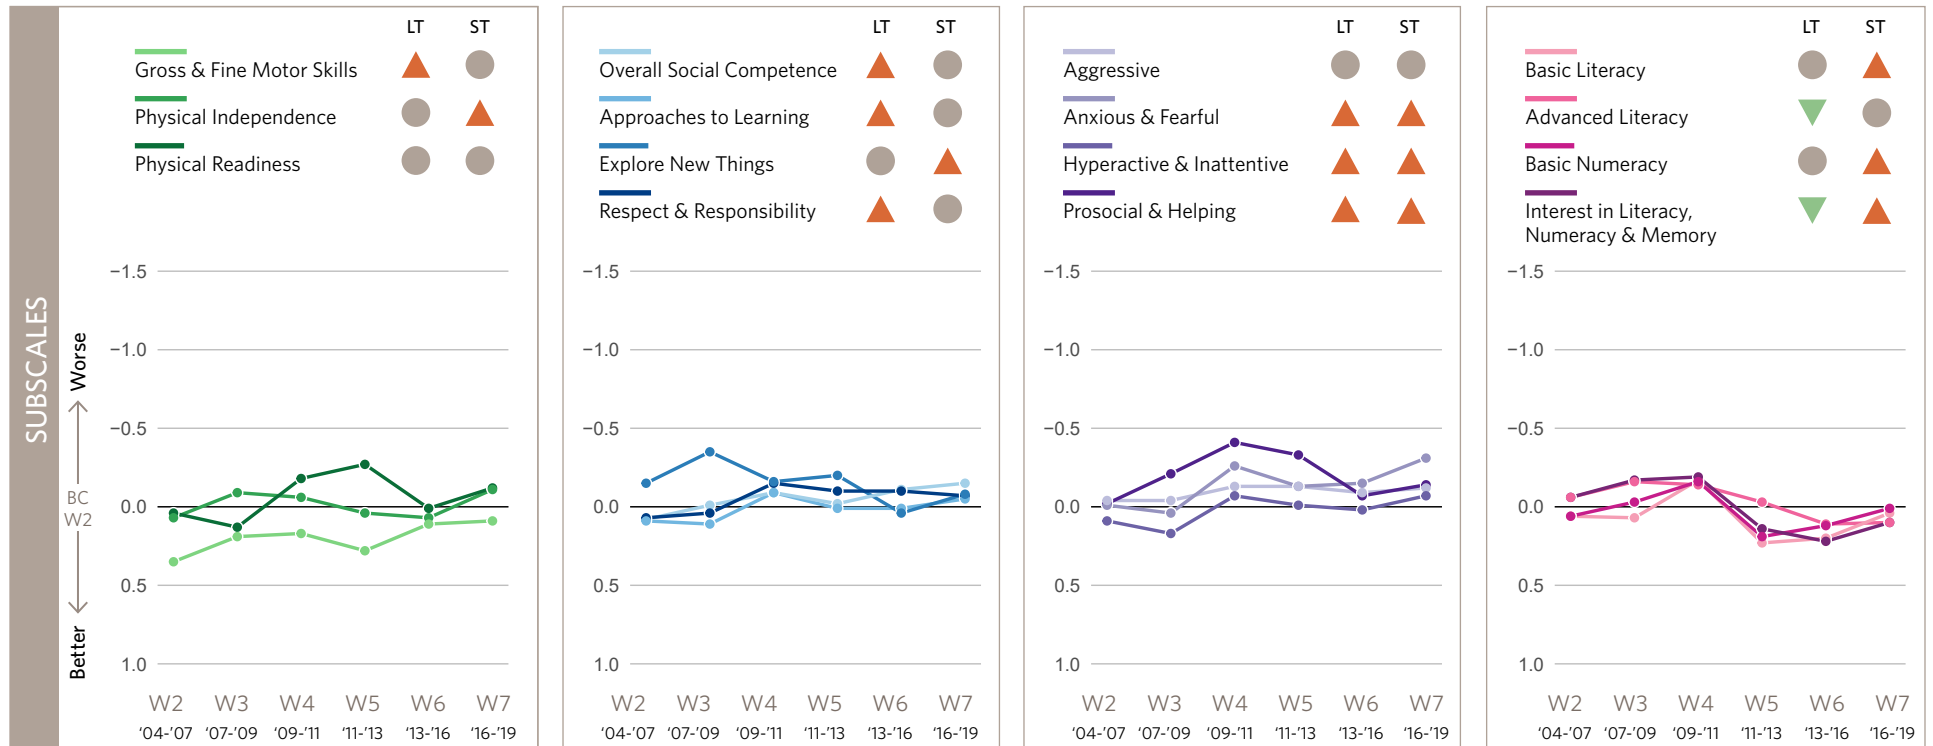 SUBSCALES
Worse
BC
W2
Better
LT ST
Gross & Fine Motor Skills
Physical Independence
Physical Readiness
−1.5
−1.0
−0.5
0.0
0.5
1.0
W2 W3 W4 W5 W6 W7
‘04-’07 ‘07-’09 ‘09-’11 ‘11-’13 ‘13-’16 ‘16-’19
LT ST
Overall Social Competence
Approaches to Learning
Explore New Things
Respect & Responsibility
−1.5
−1.0
−0.5
0.0
0.5
1.0
W2 W3 W4 W5 W6 W7
‘04-’07 ‘07-’09 ‘09-’11 ‘11-’13 ‘13-’16 ‘16-’19
LT ST
Aggressive
Anxious & Fearful
Hyperactive & Inattentive
Prosocial & Helping
−1.5
−1.0
−0.5
0.0
0.5
1.0
W2 W3 W4 W5 W6 W7
‘04-’07 ‘07-’09 ‘09-’11 ‘11-’13 ‘13-’16 ‘16-’19
LT ST
Basic Literacy
Advanced Literacy
Basic Numeracy
Interest in Literacy,
Numeracy & Memory
−1.5
−1.0
−0.5
0.0
0.5
1.0
W2 W3 W4 W5 W6 W7
‘04-’07 ‘07-’09 ‘09-’11 ‘11-’13 ‘13-’16 ‘16-’19